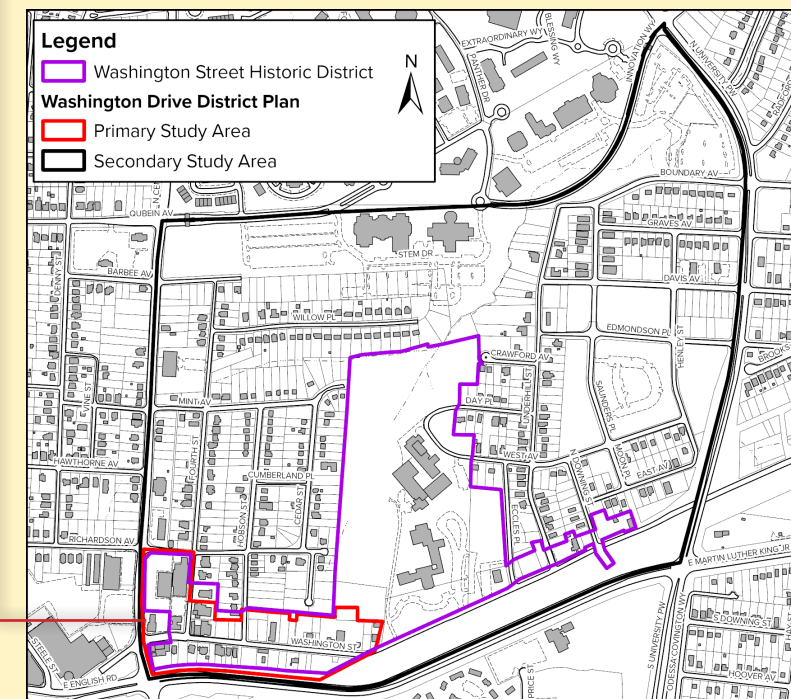 Legend
Washington Street Historic District
Washington Drive District Plan
Primary Study Area
Secondary Study Area
N
EXTRAORDINARY WY
BLESSING WY
PANTHER DR
INNOVATION WY
N UNIVERSITY PW
BOUNDARY AV
QUBEIN AV
GRAVES AV
STEM DR
BARBEE AV
DENNY ST
DAVIS AV
WILLOW PL
EDMONDSON PL
HENLEY ST
CRAWFORD AV
BROOKS
VINE ST
UNDERHILL ST
SAUNDERS PL
MINT AV
DAY PL
FOURTH ST
WEST AV
N DOWNING ST
MOON ST
EAST AV
HAWTHORNE AV
CUMBERLAND PL
HOBSON ST
CEDAR ST
ECCLES PL
RICHARDSON AV
E MARTIN LUTHER KING JR
WASHINGTON ST
S DOWNING ST
STEELE ST
S UNIVERSITY PW
ODESSA COVINGTON WY
E ENGLISH RD
PRICE ST
HOOVER AV